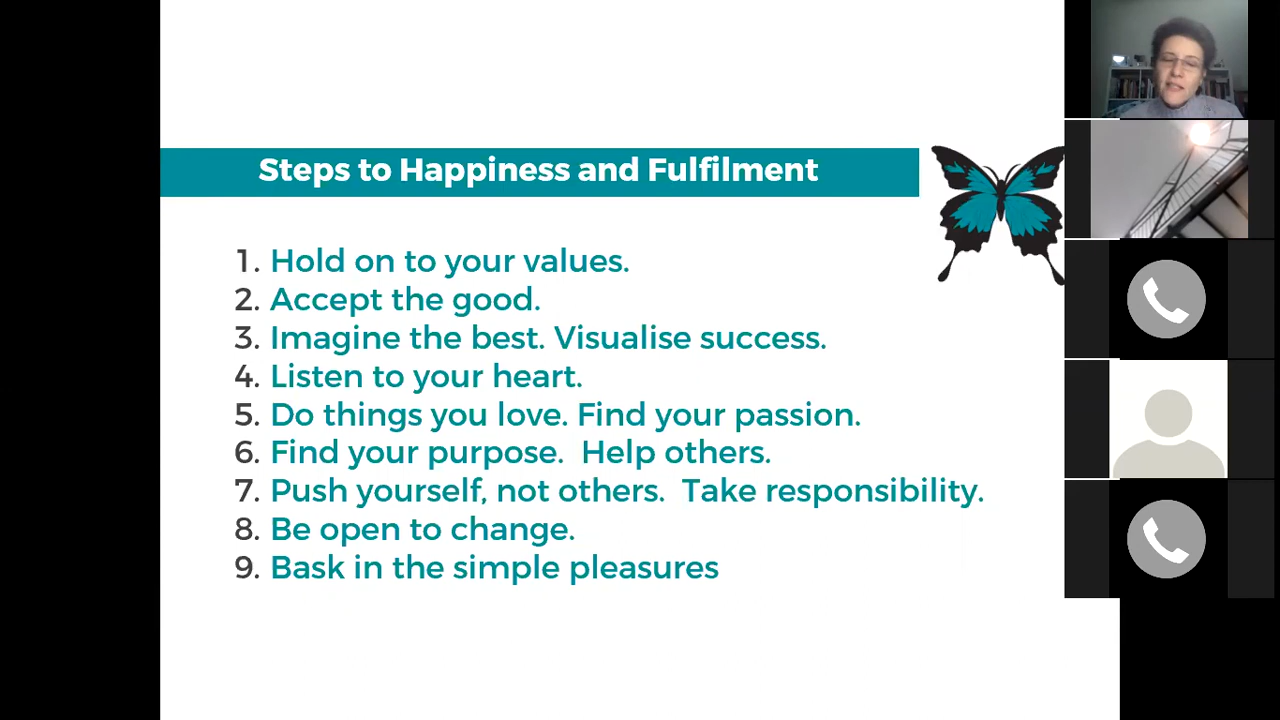 Steps to Happiness and Fulfilment
1. Hold on to your values.
2. Accept the good.
3. Imagine the best. Visualise success.
4. Listen to your heart.
5. Do things you love. Find your passion.
6. Find your purpose.  Help others.
7. Push yourself, not others.  Take responsibility.
8. Be open to change.
9. Bask in the simple pleasures